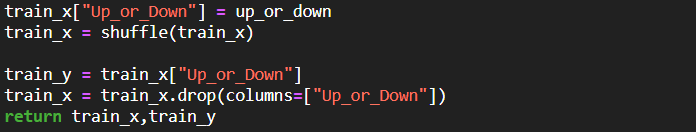 train_x["Up_or_Down"] = up_or_down
train_x = shuffle(train_x)
train_y = train_x["Up_or_Down"]
train_x = train_x.drop(columns=["Up_or_Down"])
return train_x,train_y